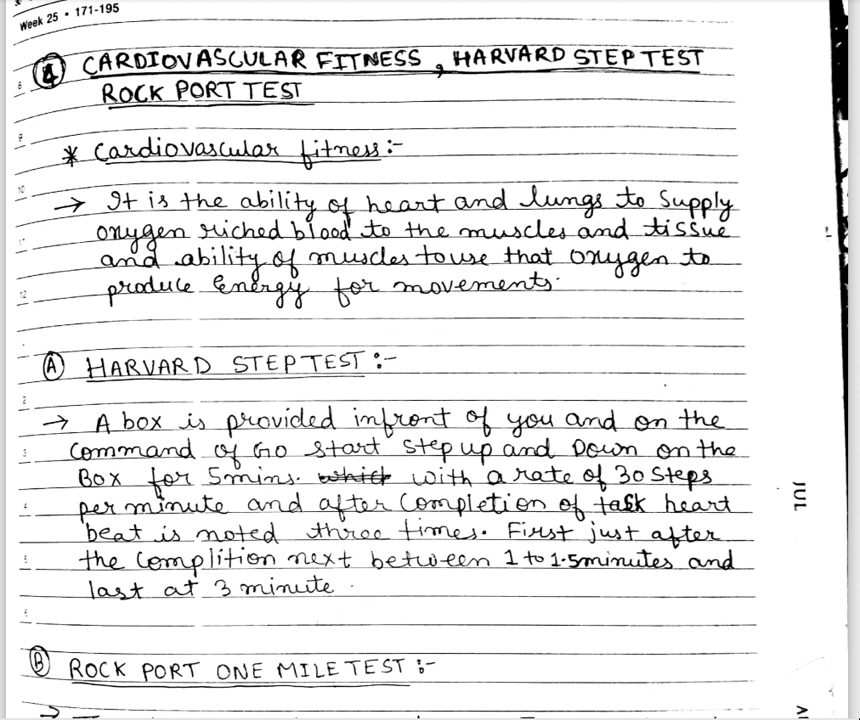 Week 25 • 171-195
④ CARDIOVASCULAR FITNESS, HARVARD STEP TEST
ROCK PORT TEST
* Cardiovascular fitness:-
→ It is the ability of heart and lungs to Supply
oxygen riched blood to the muscles and tissue
and ability of muscles to use that oxygen to
produce Energy for movements.
Ⓐ HARVARD STEP TEST :-
→ A box is provided infront of you and on the
Command of Go start step up and Down on the
Box for 5mins. which with a rate of 30 Steps
per minute and after Completion of task heart
beat is noted three times. First just after
the Complition next between 1 to 1.5minutes and
last at 3 minute.
Ⓑ ROCK PORT ONE MILE TEST :-
→
JUL